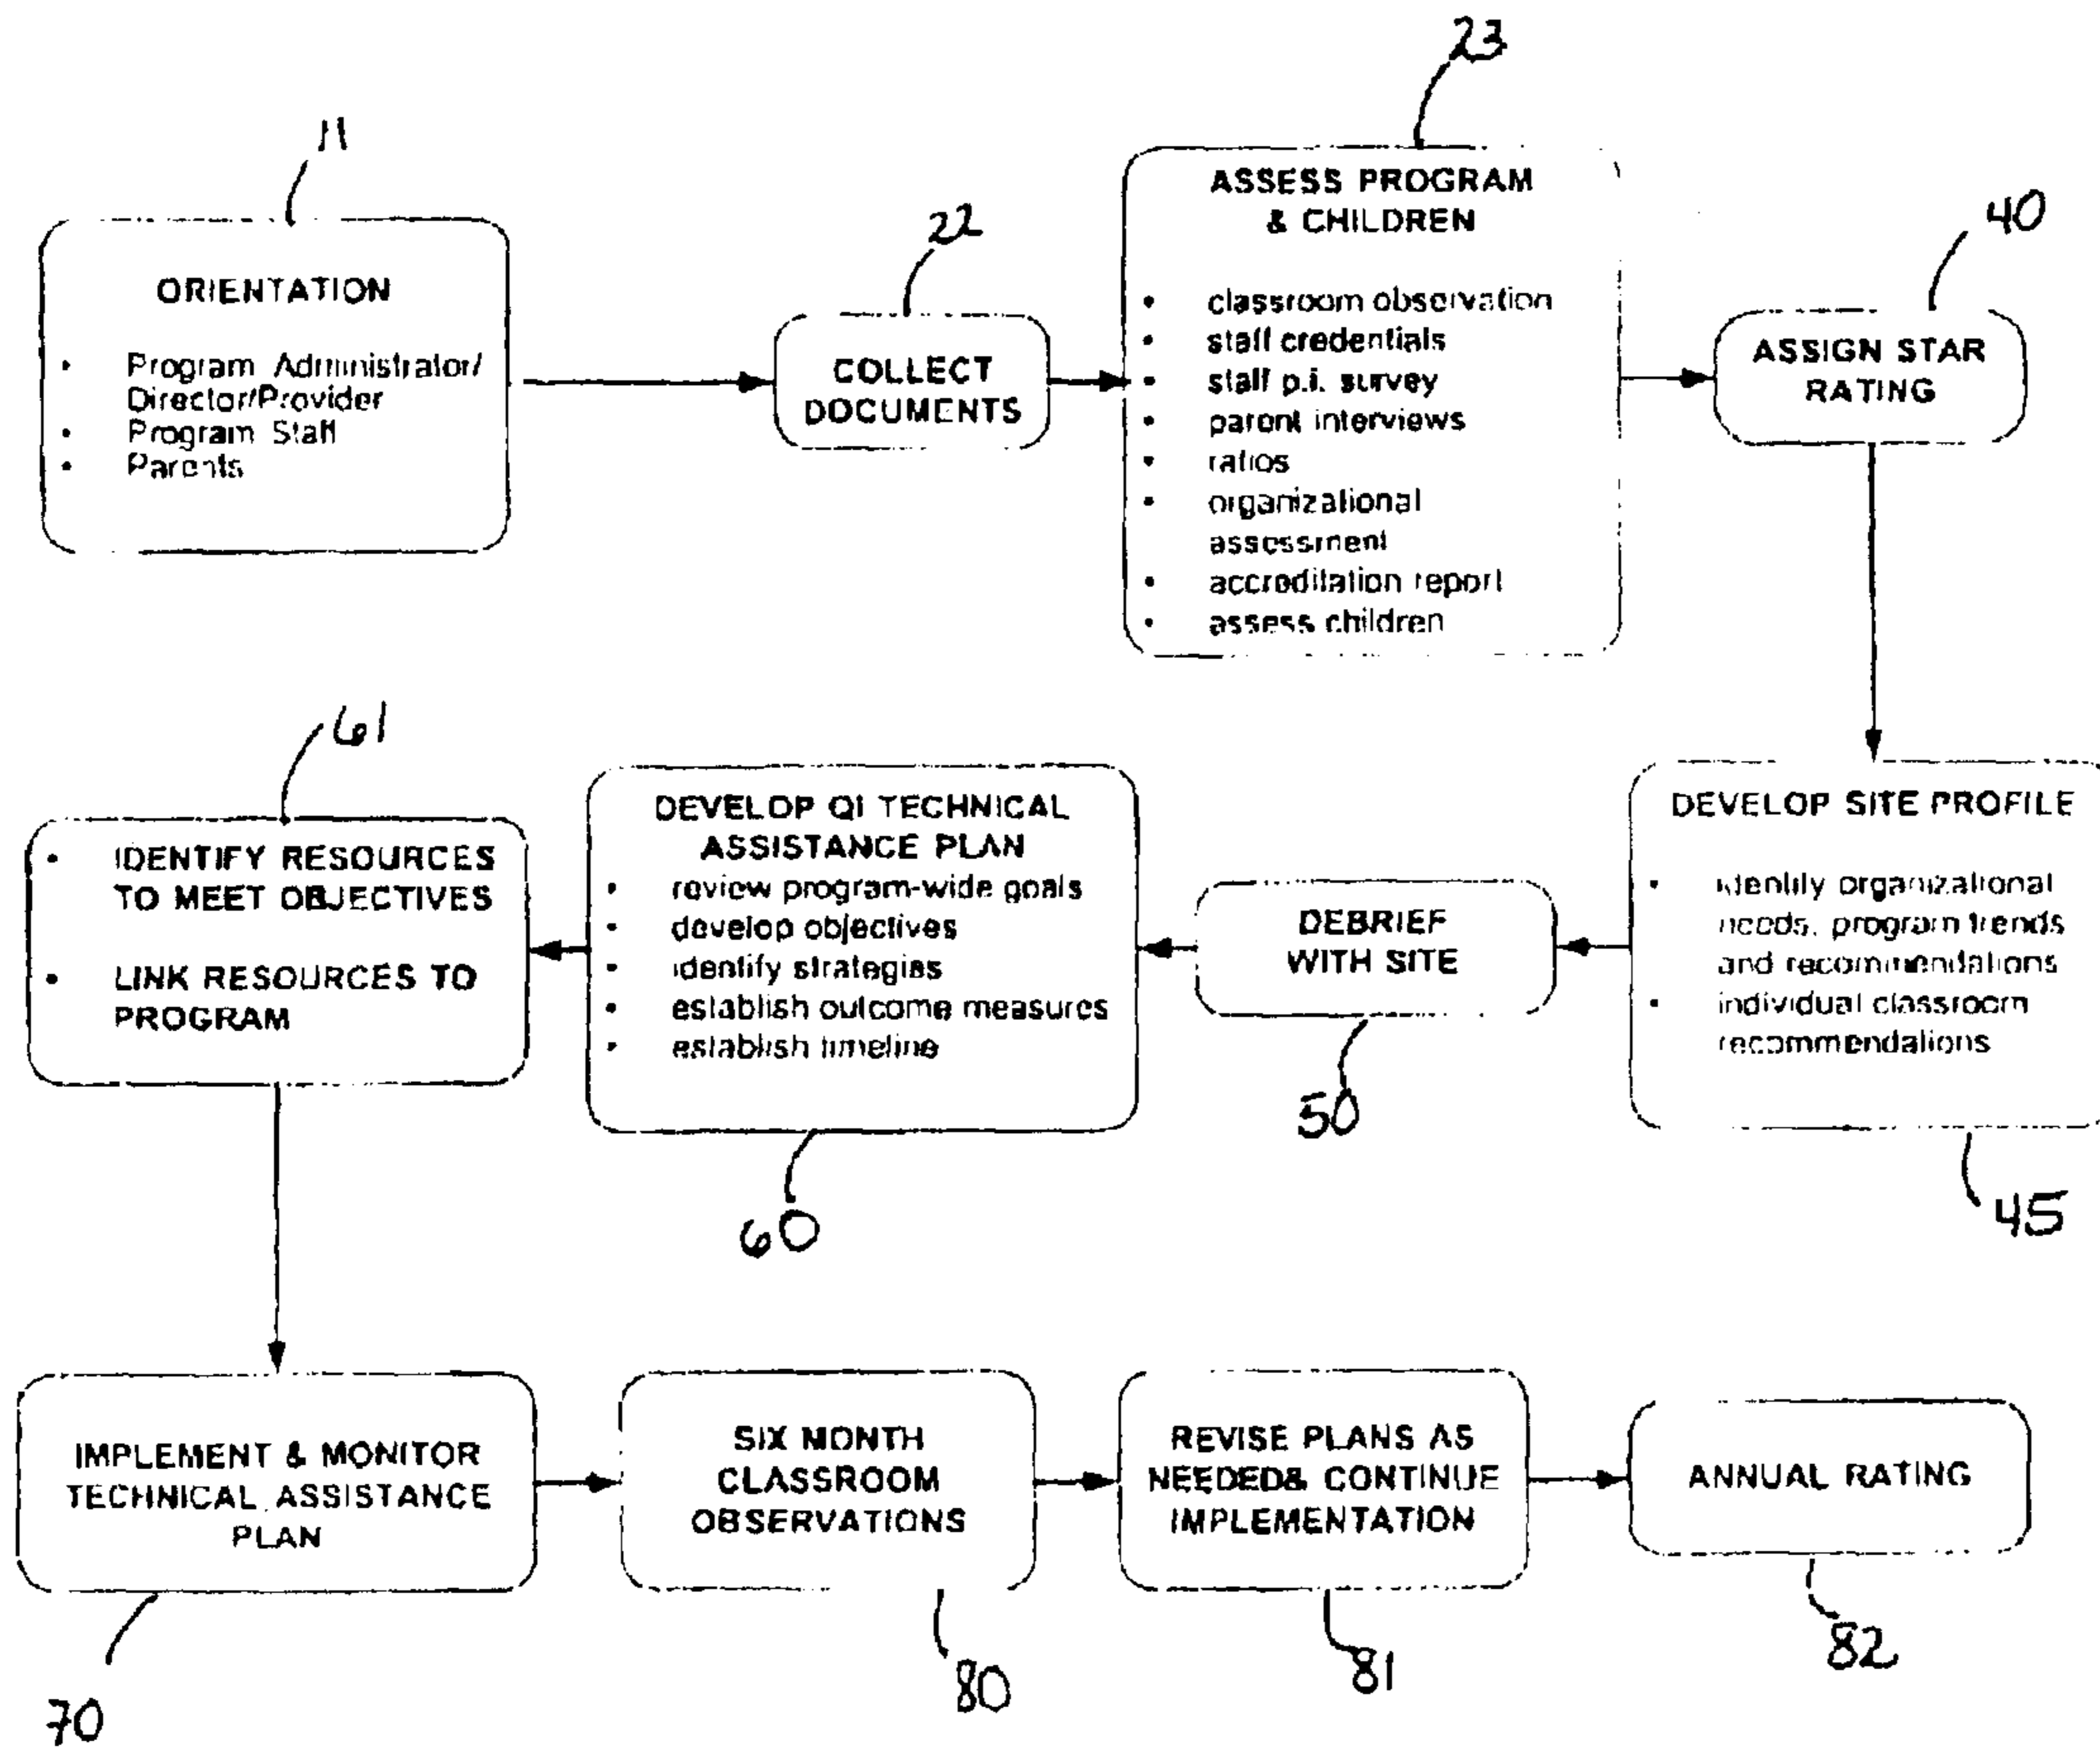 23
11
22
40
ASSESS PROGRAM
& CHILDREN
• classroom observation
• staff credentials
• staff p.i. survey
• parent interviews
• ratios
• organizational
assessment
• accreditation report
• assess children
ORIENTATION
• Program Administrator/
Director/Provider
• Program Staff
• Parents
COLLECT
DOCUMENTS
ASSIGN STAR
RATING
61
• IDENTIFY RESOURCES
TO MEET OBJECTIVES
• LINK RESOURCES TO
PROGRAM
DEVELOP QI TECHNICAL
ASSISTANCE PLAN
• review program-wide goals
• develop objectives
• identify strategies
• establish outcome measures
• establish timeline
60
DEBRIEF
WITH SITE
50
DEVELOP SITE PROFILE
• identify organizational
needs, program trends
and recommendations
• individual classroom
recommendations
45
IMPLEMENT & MONITOR
TECHNICAL ASSISTANCE
PLAN
70
SIX MONTH
CLASSROOM
OBSERVATIONS
80
REVISE PLANS AS
NEEDED& CONTINUE
IMPLEMENTATION
81
ANNUAL RATING
82